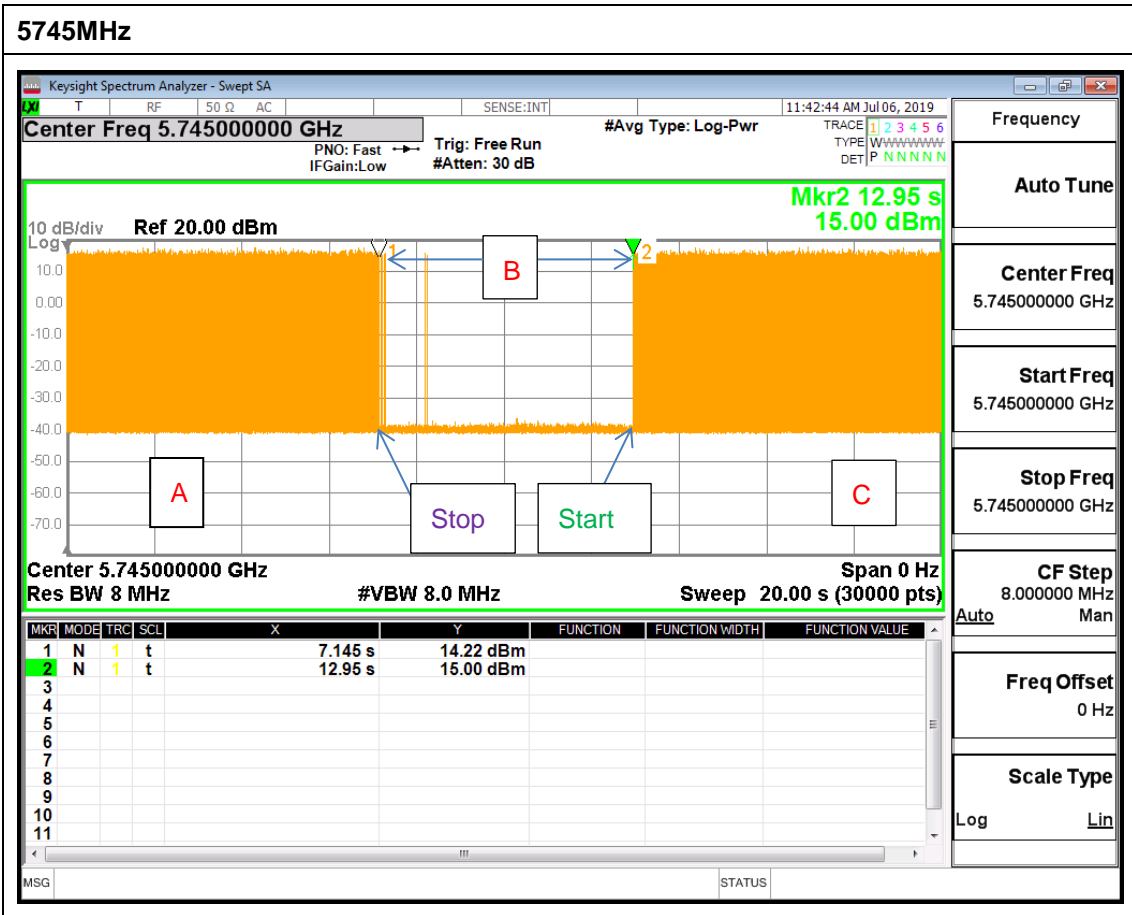 5745MHz
Keysight Spectrum Analyzer - Swept SA
LXI T RF 50 Ω AC SENSE:INT 11:42:44 AM Jul 06, 2019
Center Freq 5.745000000 GHz
PNO: Fast
IFGain:Low
Trig: Free Run
#Atten: 30 dB
#Avg Type: Log-Pwr
TRACE 1 2 3 4 5 6
TYPE WWWWWW
DET P N N N N N
Mkr2 12.95 s
15.00 dBm
10 dB/div Ref 20.00 dBm
Log
10.0
0.00
-10.0
-20.0
-30.0
-40.0
-50.0
-60.0
-70.0
1
2
B
A
Stop
Start
C
Center 5.745000000 GHz Span 0 Hz
Res BW 8 MHz #VBW 8.0 MHz Sweep 20.00 s (30000 pts)
MKR MODE TRC SCL X Y FUNCTION FUNCTION WIDTH FUNCTION VALUE
1 N 1 t 7.145 s 14.22 dBm
2 N 1 t 12.95 s 15.00 dBm
3
4
5
6
7
8
9
10
11
MSG STATUS
Frequency
Auto Tune
Center Freq
5.745000000 GHz
Start Freq
5.745000000 GHz
Stop Freq
5.745000000 GHz
CF Step
8.000000 MHz
Auto Man
Freq Offset
0 Hz
Scale Type
Log Lin